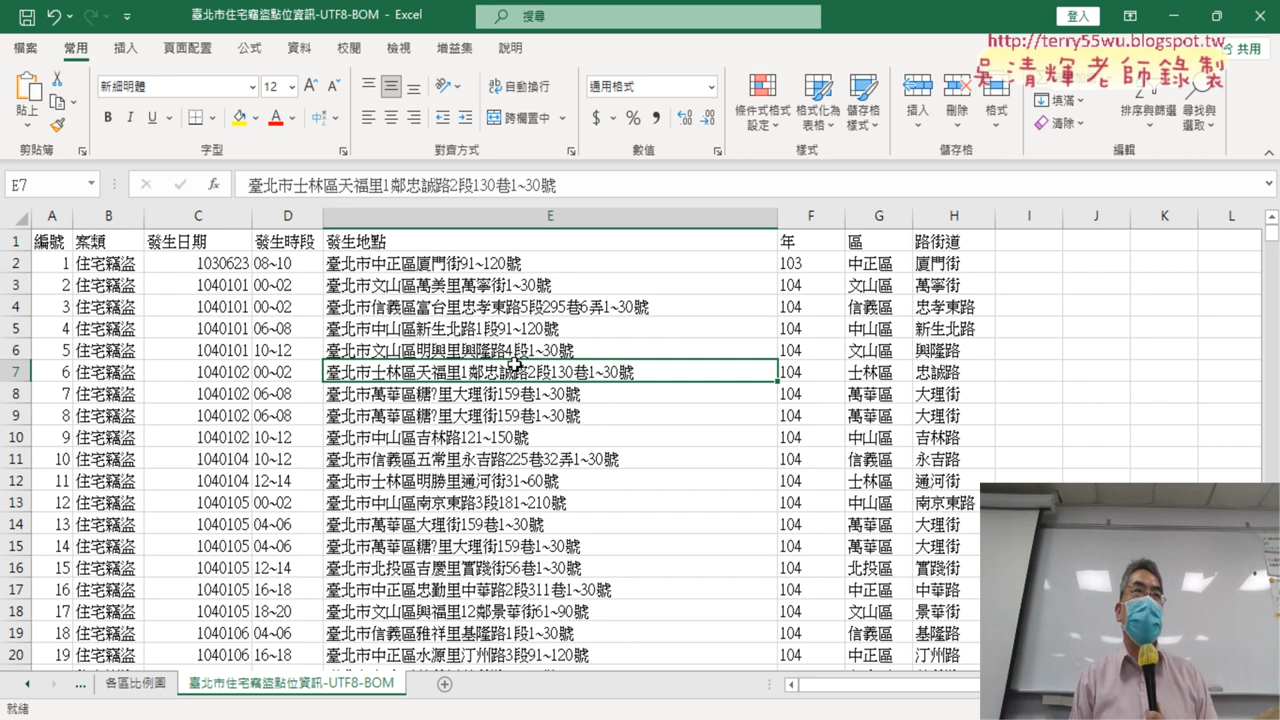 臺北市住宅竊盜點位資訊-UTF8-BOM - Excel
搜尋
登入
檔案 常用 插入 頁面配置 公式 資料 校閱 檢視 增益集 說明
http://terry55wu.blogspot.tw
共用
吳清輝老師錄製
貼上
新細明體 12
自動換行
跨欄置中
通用格式
條件式格式設定
格式化為表格
儲存格樣式
插入 刪除 格式
填滿
清除
排序與篩選
尋找與選取
剪貼簿 字型 對齊方式 數值 樣式 儲存格 編輯
E7 fx 臺北市士林區天福里1鄰忠誠路2段130巷1~30號
A B C D E F G H I J K L
1 編號 案類 發生日期 發生時段 發生地點 年 區 路街道
2 1 住宅竊盜 1030623 08~10 臺北市中正區廈門街91~120號 103 中正區 廈門街
3 2 住宅竊盜 1040101 00~02 臺北市文山區萬美里萬寧街1~30號 104 文山區 萬寧街
4 3 住宅竊盜 1040101 00~02 臺北市信義區富台里忠孝東路5段295巷6弄1~30號 104 信義區 忠孝東路
5 4 住宅竊盜 1040101 06~08 臺北市中山區新生北路1段91~120號 104 中山區 新生北路
6 5 住宅竊盜 1040101 10~12 臺北市文山區明興里興隆路4段1~30號 104 文山區 興隆路
7 6 住宅竊盜 1040102 00~02 臺北市士林區天福里1鄰忠誠路2段130巷1~30號 104 士林區 忠誠路
8 7 住宅竊盜 1040102 06~08 臺北市萬華區糖?里大理街159巷1~30號 104 萬華區 大理街
9 8 住宅竊盜 1040102 06~08 臺北市萬華區糖?里大理街159巷1~30號 104 萬華區 大理街
10 9 住宅竊盜 1040102 10~12 臺北市中山區吉林路121~150號 104 中山區 吉林路
11 10 住宅竊盜 1040104 10~12 臺北市信義區五常里永吉路225巷32弄1~30號 104 信義區 永吉路
12 11 住宅竊盜 1040104 12~14 臺北市士林區明勝里通河街31~60號 104 士林區 通河街
13 12 住宅竊盜 1040105 00~02 臺北市中山區南京東路3段181~210號 104 中山區 南京東路
14 13 住宅竊盜 1040105 04~06 臺北市萬華區大理街159巷1~30號 104 萬華區 大理街
15 14 住宅竊盜 1040105 04~06 臺北市萬華區糖?里大理街159巷1~30號 104 萬華區 大理街
16 15 住宅竊盜 1040105 12~14 臺北市北投區吉慶里實踐街56巷1~30號 104 北投區 實踐街
17 16 住宅竊盜 1040105 16~18 臺北市中正區忠勤里中華路2段311巷1~30號 104 中正區 中華路
18 17 住宅竊盜 1040105 18~20 臺北市文山區興福里12鄰景華街61~90號 104 文山區 景華街
19 18 住宅竊盜 1040106 04~06 臺北市信義區雅祥里基隆路1段1~30號 104 信義區 基隆路
20 19 住宅竊盜 1040106 16~18 臺北市中正區水源里汀州路3段91~120號 104 中正區 汀州路
... 各區比例圖 臺北市住宅竊盜點位資訊-UTF8-BOM
就緒